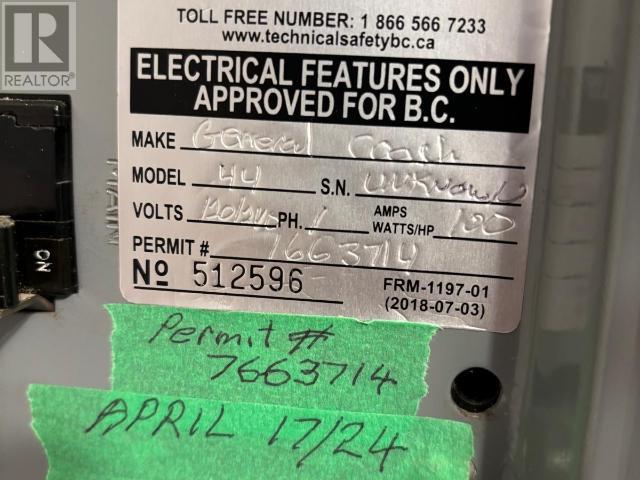 TOLL FREE NUMBER: 1 866 566 7233
www.technicalsafetybc.ca
ELECTRICAL FEATURES ONLY
APPROVED FOR B.C.
MAKE General Coach
MODEL 44 S.N. UNKNOWN
VOLTS PH. 1 AMPS WATTS/HP 100
PERMIT # 7663714
Nº 512596
FRM-1197-01
(2018-07-03)
Permit #
7663714
APRIL 17/24
MAIN
ON
REALTOR®